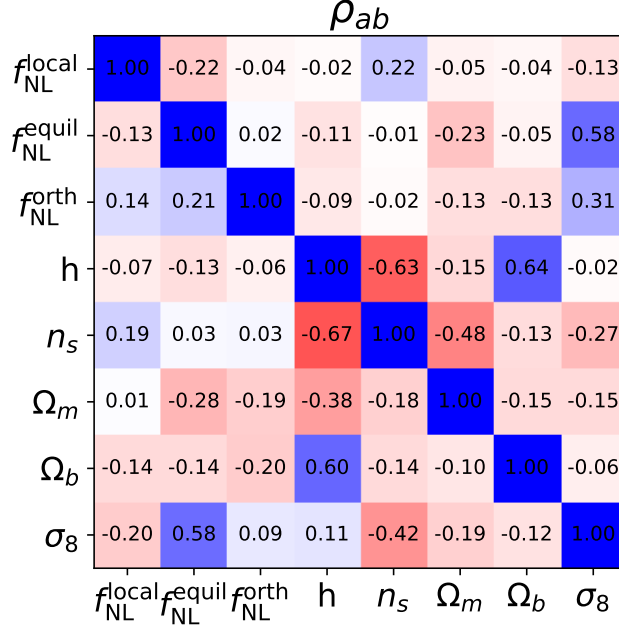 ρ_ab
f_NL^local 1.00 -0.22 -0.04 -0.02 0.22 -0.05 -0.04 -0.13
f_NL^equil -0.13 1.00 0.02 -0.11 -0.01 -0.23 -0.05 0.58
f_NL^orth 0.14 0.21 1.00 -0.09 -0.02 -0.13 -0.13 0.31
h -0.07 -0.13 -0.06 1.00 -0.63 -0.15 0.64 -0.02
n_s 0.19 0.03 0.03 -0.67 1.00 -0.48 -0.13 -0.27
Ω_m 0.01 -0.28 -0.19 -0.38 -0.18 1.00 -0.15 -0.15
Ω_b -0.14 -0.14 -0.20 0.60 -0.14 -0.10 1.00 -0.06
σ_8 -0.20 0.58 0.09 0.11 -0.42 -0.19 -0.12 1.00
f_NL^local f_NL^equil f_NL^orth h n_s Ω_m Ω_b σ_8